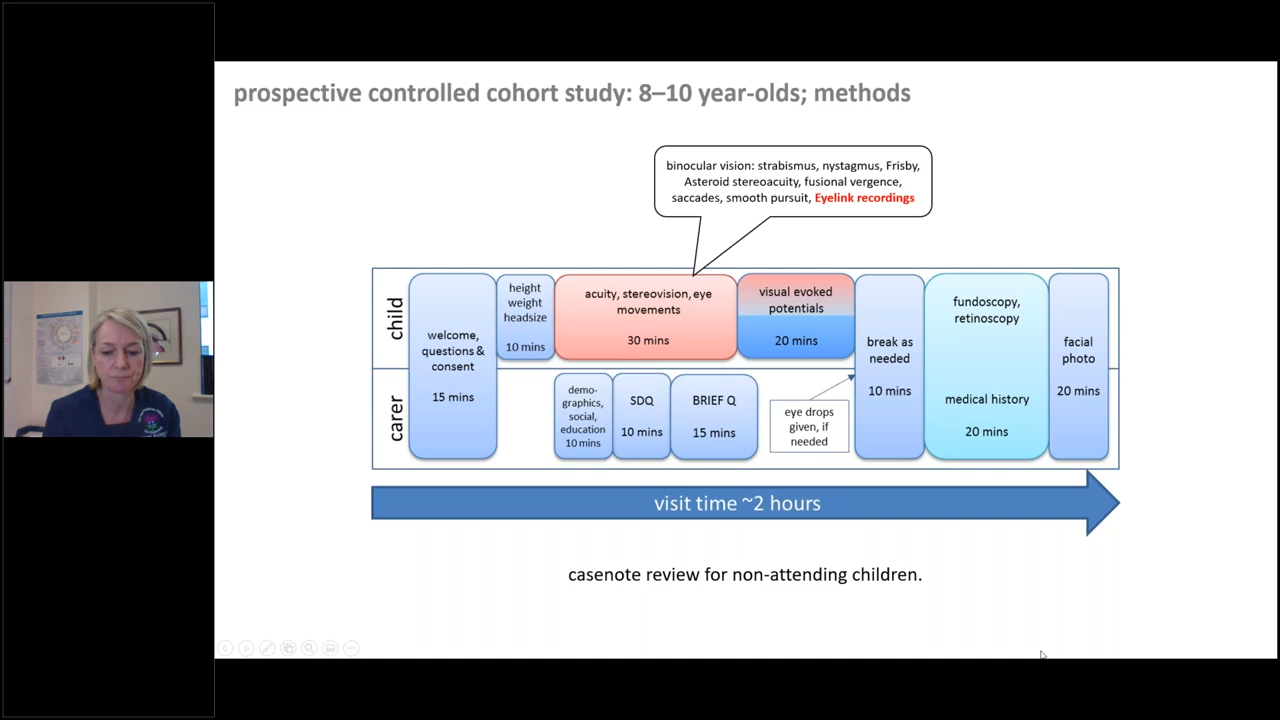 prospective controlled cohort study: 8–10 year-olds; methods
binocular vision: strabismus, nystagmus, Frisby,
Asteroid stereoacuity, fusional vergence,
saccades, smooth pursuit, Eyelink recordings
child
welcome,
questions &
consent
15 mins
height
weight
headsize
10 mins
acuity, stereovision, eye
movements
30 mins
visual evoked
potentials
20 mins
break as
needed
10 mins
fundoscopy,
retinoscopy
medical history
20 mins
facial
photo
20 mins
carer
demo-
graphics,
social,
education
10 mins
SDQ
10 mins
BRIEF Q
15 mins
eye drops
given, if
needed
visit time ~2 hours
casenote review for non-attending children.